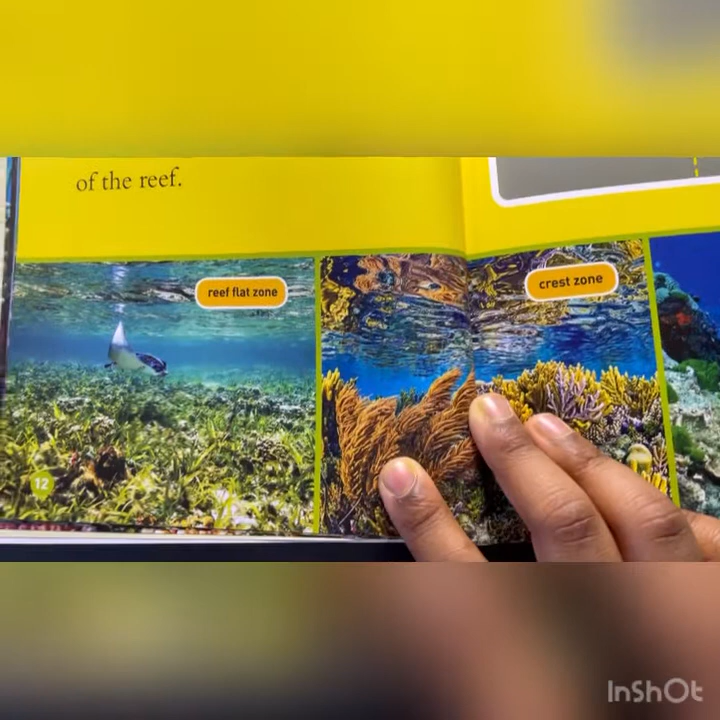 of the reef.
reef flat zone
crest zone
12
InShOt